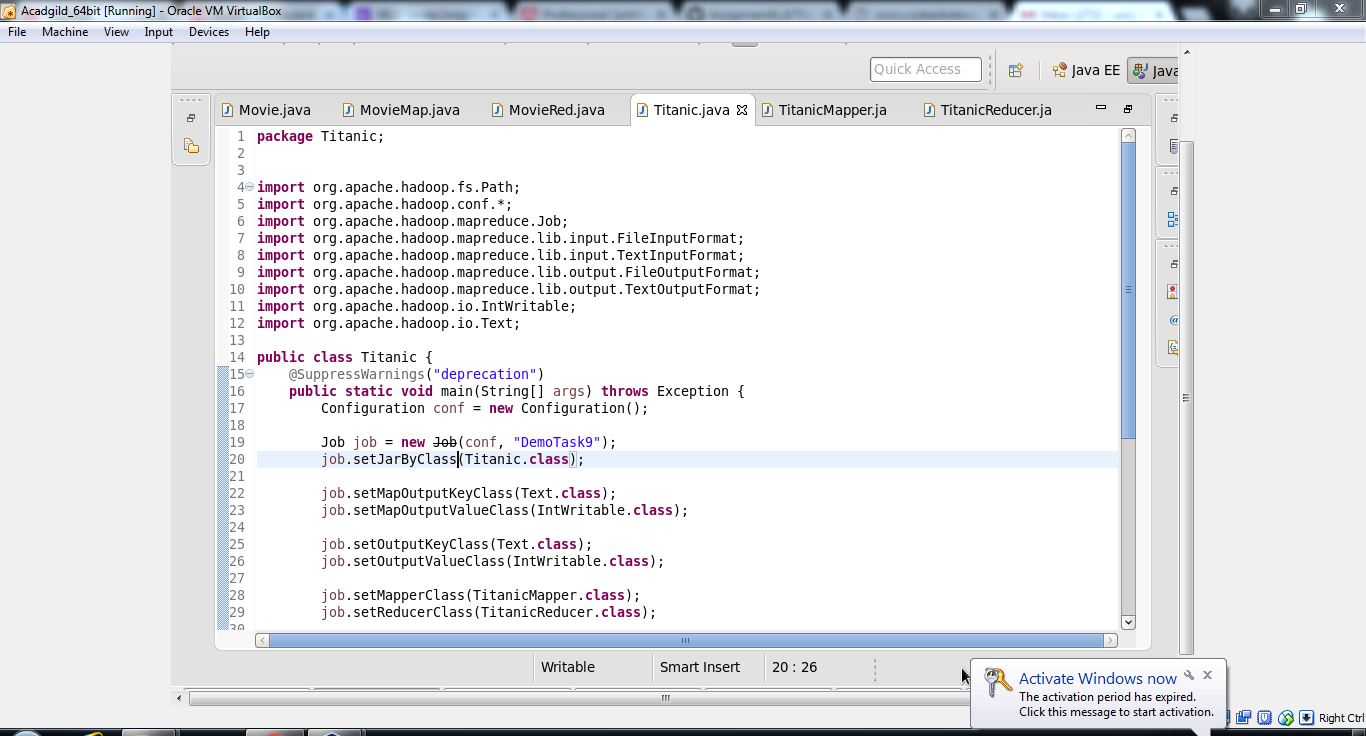 Acadgild_64bit [Running] - Oracle VM VirtualBox
File Machine View Input Devices Help
Quick Access
Java EE
Java
Movie.java MovieMap.java MovieRed.java Titanic.java TitanicMapper.ja TitanicReducer.ja
1 package Titanic;
2
3
4 import org.apache.hadoop.fs.Path;
5 import org.apache.hadoop.conf.*;
6 import org.apache.hadoop.mapreduce.Job;
7 import org.apache.hadoop.mapreduce.lib.input.FileInputFormat;
8 import org.apache.hadoop.mapreduce.lib.input.TextInputFormat;
9 import org.apache.hadoop.mapreduce.lib.output.FileOutputFormat;
10 import org.apache.hadoop.mapreduce.lib.output.TextOutputFormat;
11 import org.apache.hadoop.io.IntWritable;
12 import org.apache.hadoop.io.Text;
13
14 public class Titanic {
15 @SuppressWarnings("deprecation")
16 public static void main(String[] args) throws Exception {
17 Configuration conf = new Configuration();
18
19 Job job = new Job(conf, "DemoTask9");
20 job.setJarByClass(Titanic.class);
21
22 job.setMapOutputKeyClass(Text.class);
23 job.setMapOutputValueClass(IntWritable.class);
24
25 job.setOutputKeyClass(Text.class);
26 job.setOutputValueClass(IntWritable.class);
27
28 job.setMapperClass(TitanicMapper.class);
29 job.setReducerClass(TitanicReducer.class);
30
Writable Smart Insert 20 : 26
Activate Windows now
The activation period has expired.
Click this message to start activation.
Right Ctrl